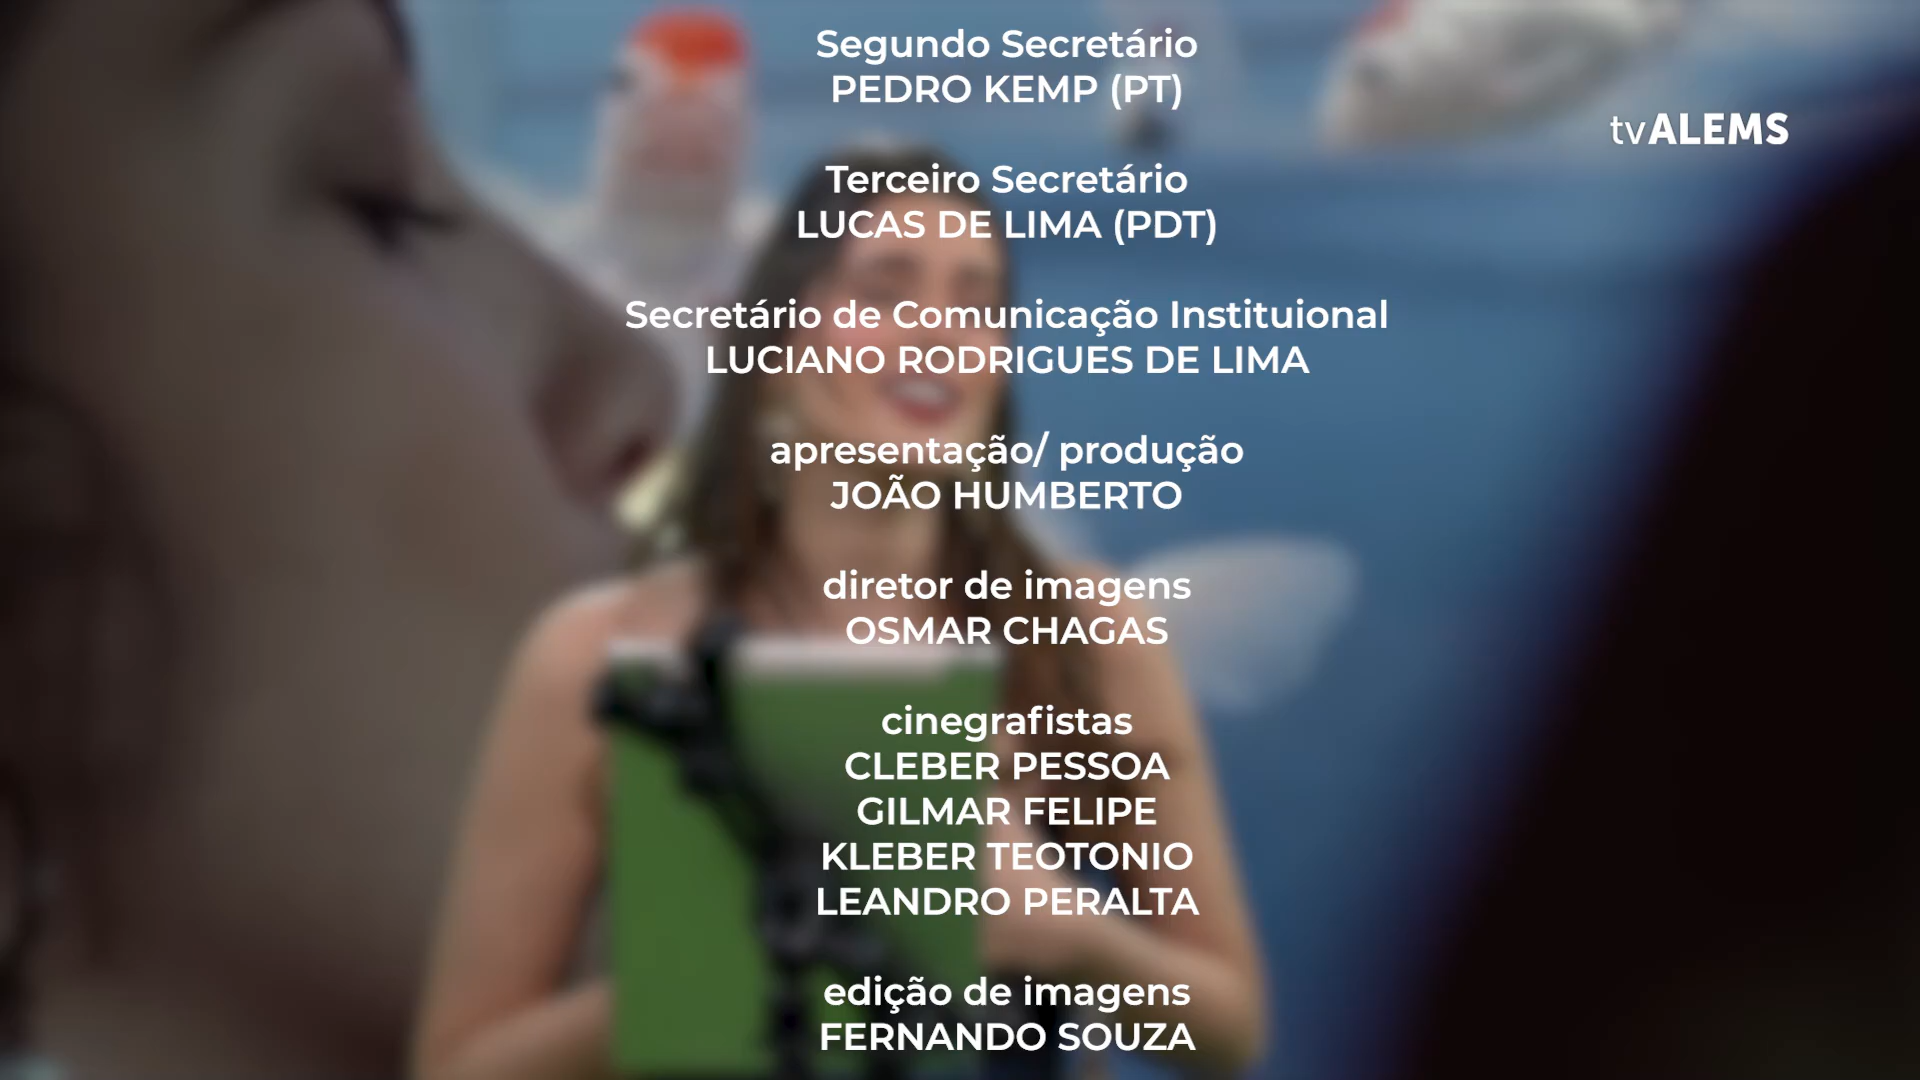 Segundo Secretário
PEDRO KEMP (PT)
tvALEMS
Terceiro Secretário
LUCAS DE LIMA (PDT)
Secretário de Comunicação Instituional
LUCIANO RODRIGUES DE LIMA
apresentação/ produção
JOÃO HUMBERTO
diretor de imagens
OSMAR CHAGAS
cinegrafistas
CLEBER PESSOA
GILMAR FELIPE
KLEBER TEOTONIO
LEANDRO PERALTA
edição de imagens
FERNANDO SOUZA